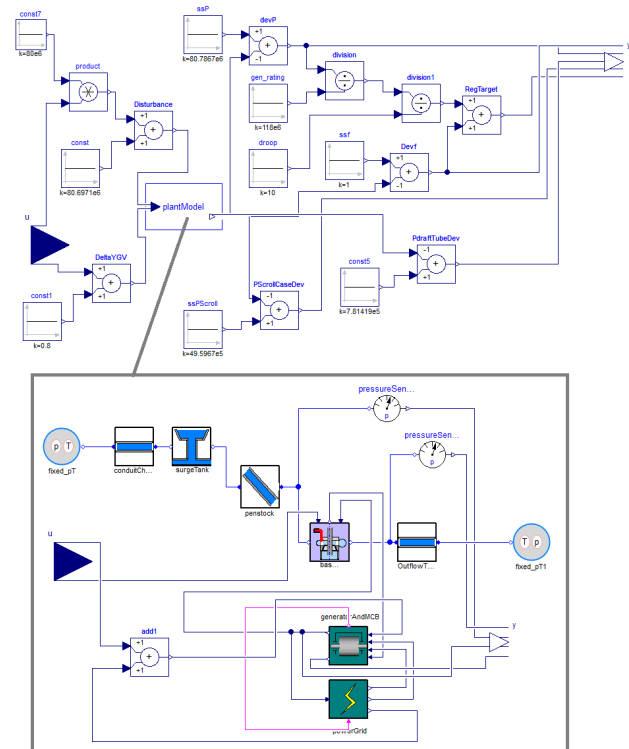 const7
k=80e6
product
Disturbance
+1
+1
const
k=80.6971e6
u
DeltaYGV
+1
+1
const1
k=0.8
plantModel
ssP
k=80.7867e6
devP
+1
-1
division
gen_rating
k=118e6
division1
droop
k=10
ssf
k=1
Devf
+1
-1
RegTarget
+1
+1
y
PdraftTubeDev
-1
+1
const5
k=7.81419e5
PScrollCaseDev
-1
+1
ssPScroll
k=49.5967e5
pressureSen...
p
pressureSen...
p
p T
fixed_pT
conduitCh...
surgeTank
penstock
bas...
OutflowT...
T p
fixed_pT1
u
add1
+1
+1
generatorAndMCB
powerGrid
y